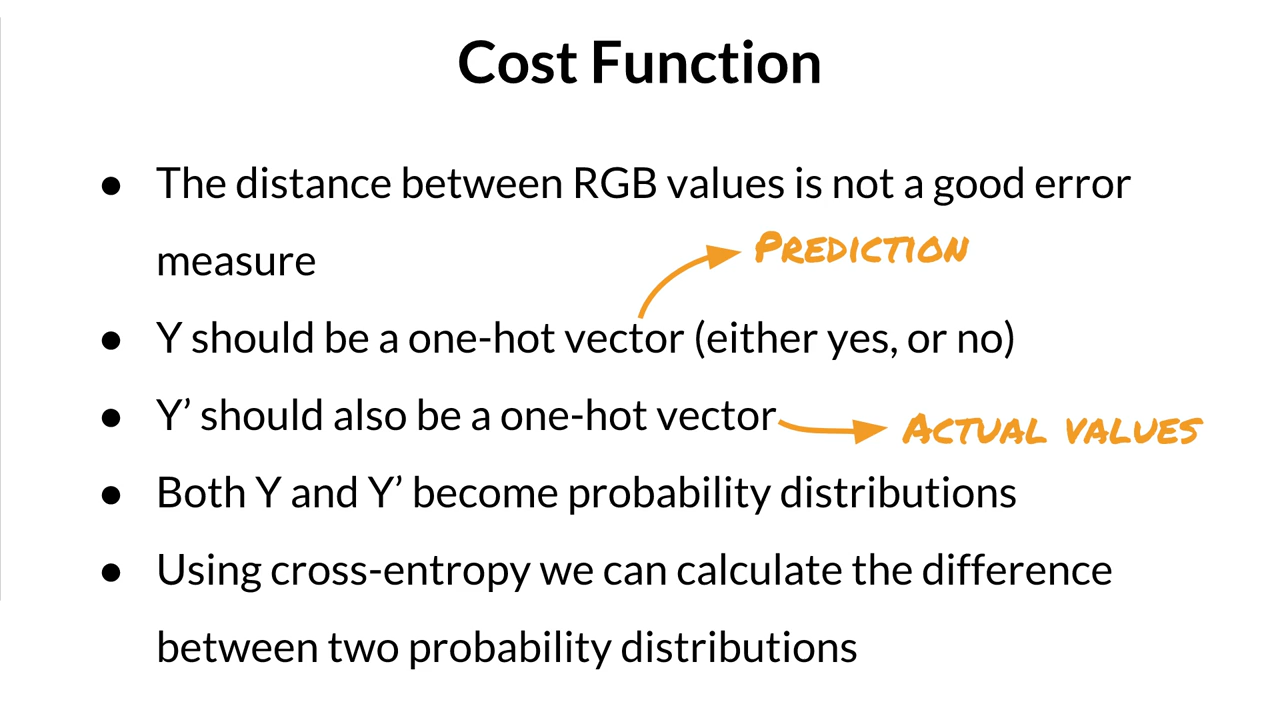 Cost Function
● The distance between RGB values is not a good error
measure
PREDICTION
● Y should be a one-hot vector (either yes, or no)
● Y’ should also be a one-hot vector
ACTUAL VALUES
● Both Y and Y’ become probability distributions
● Using cross-entropy we can calculate the difference
between two probability distributions